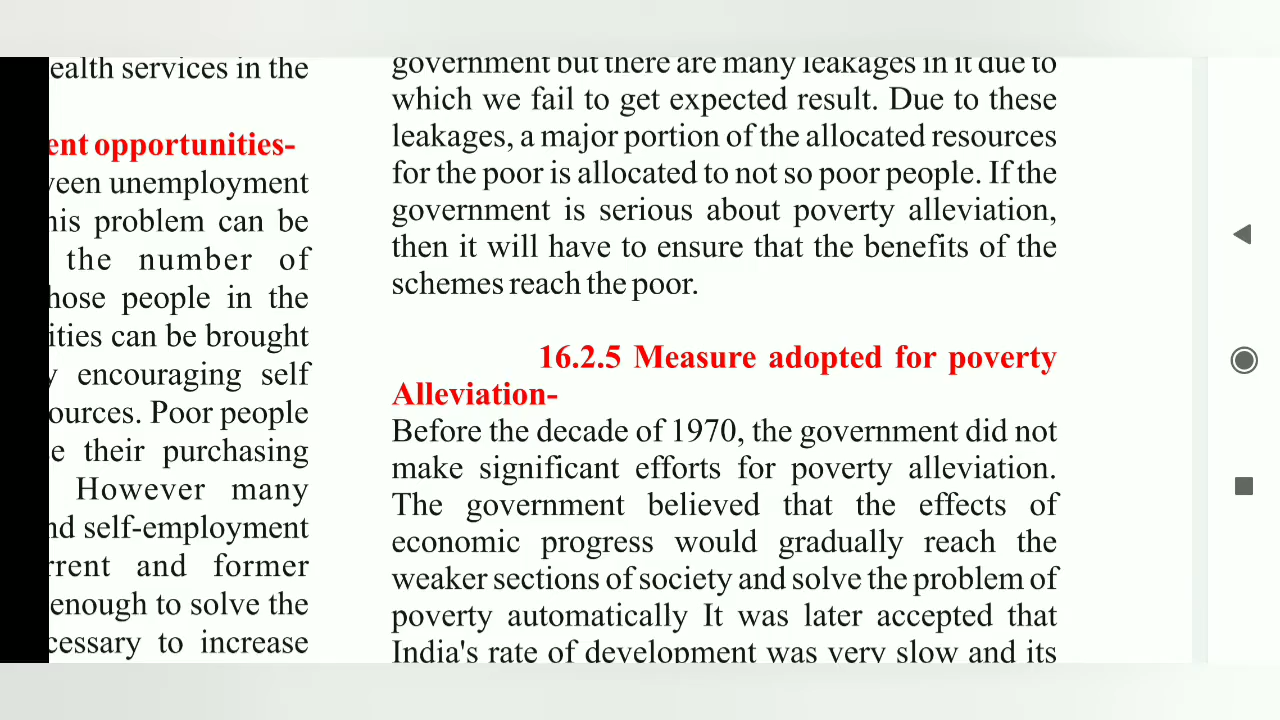 ealth services in the
ent opportunities-
veen unemployment
his problem can be
the number of
hose people in the
ities can be brought
y encouraging self
ources. Poor people
e their purchasing
However many
nd self-employment
rrent and former
enough to solve the
cessary to increase
government but there are many leakages in it due to
which we fail to get expected result. Due to these
leakages, a major portion of the allocated resources
for the poor is allocated to not so poor people. If the
government is serious about poverty alleviation,
then it will have to ensure that the benefits of the
schemes reach the poor.
16.2.5 Measure adopted for poverty
Alleviation-
Before the decade of 1970, the government did not
make significant efforts for poverty alleviation.
The government believed that the effects of
economic progress would gradually reach the
weaker sections of society and solve the problem of
poverty automatically It was later accepted that
India's rate of development was very slow and its